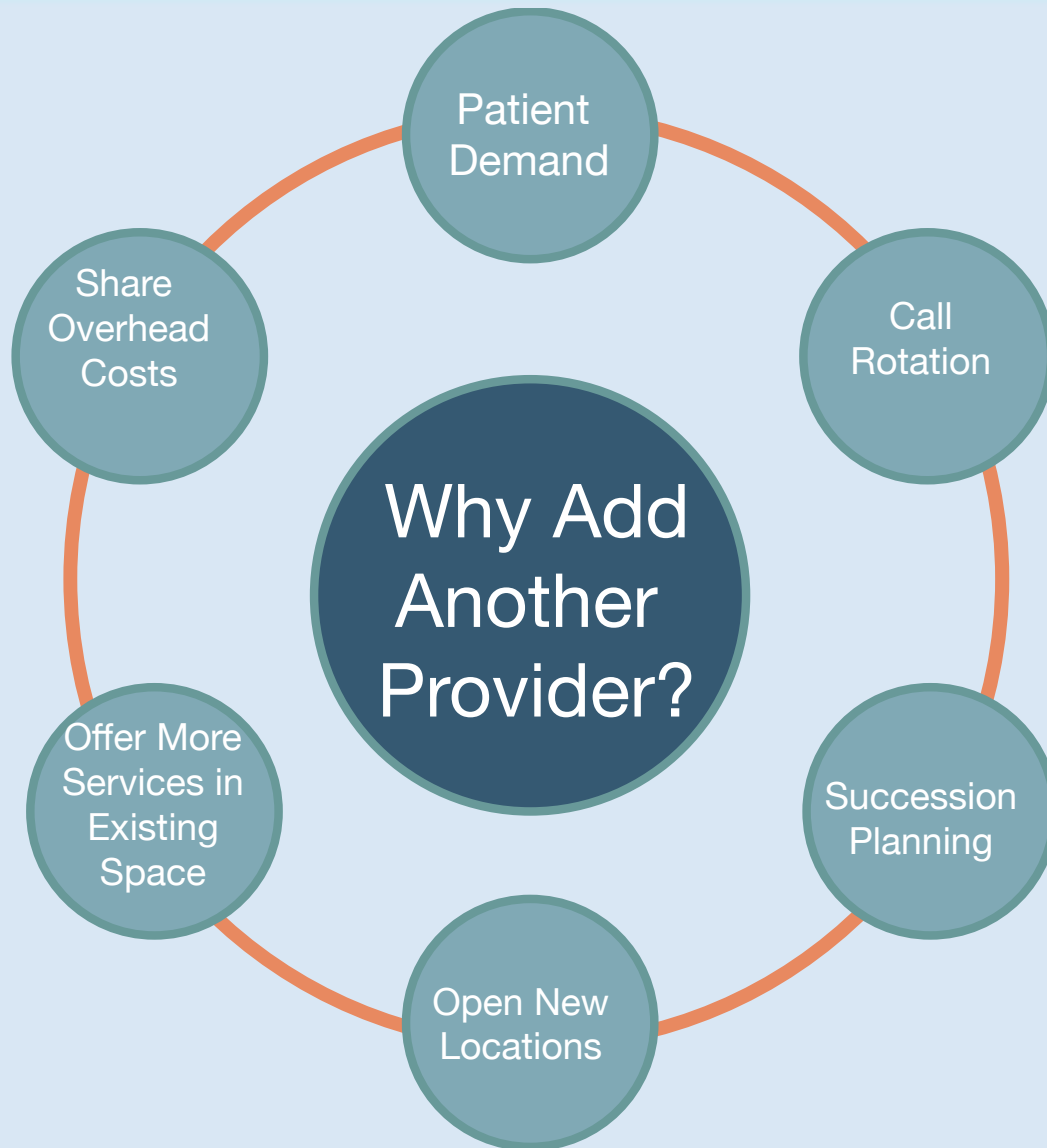 Patient
Demand
Call
Rotation
Succession
Planning
Open New
Locations
Offer More
Services in
Existing
Space
Share
Overhead
Costs
Why Add
Another
Provider?